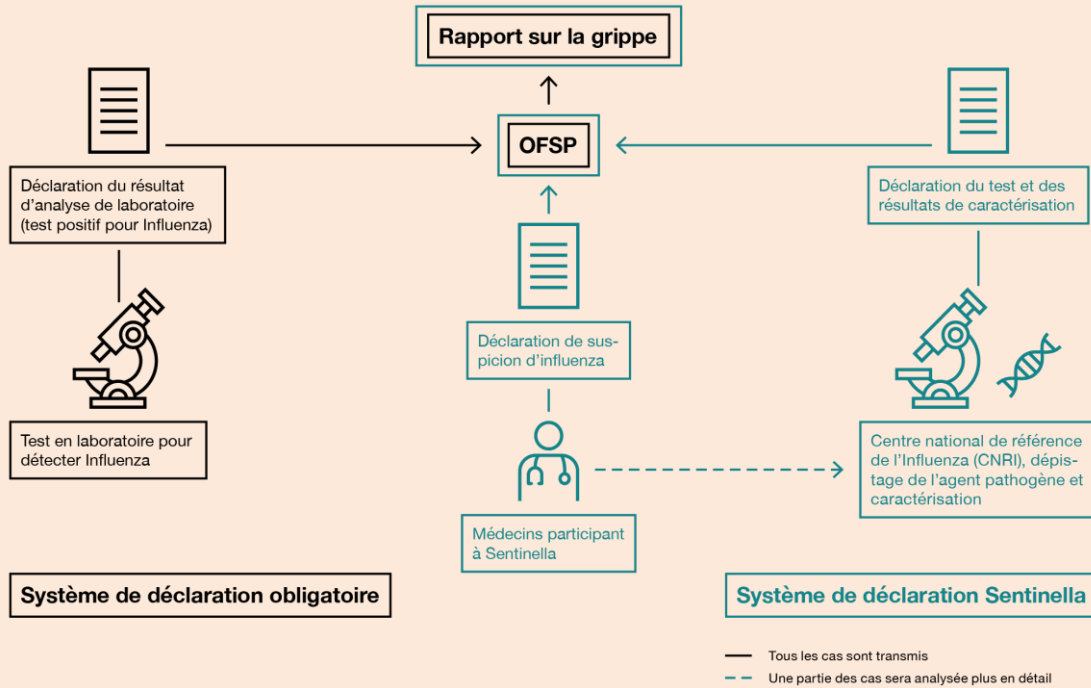 Rapport sur la grippe
OFSP
Déclaration du résultat
d'analyse de laboratoire
(test positif pour Influenza)
Déclaration du test et des
résultats de caractérisation
Déclaration de sus-
picion d'influenza
Test en laboratoire pour
détecter Influenza
Centre national de référence
de l'Influenza (CNRI), dépis-
tage de l'agent pathogène et
caractérisation
Médecins participant
à Sentinella
Système de déclaration obligatoire
Système de déclaration Sentinella
Tous les cas sont transmis
Une partie des cas sera analysée plus en détail